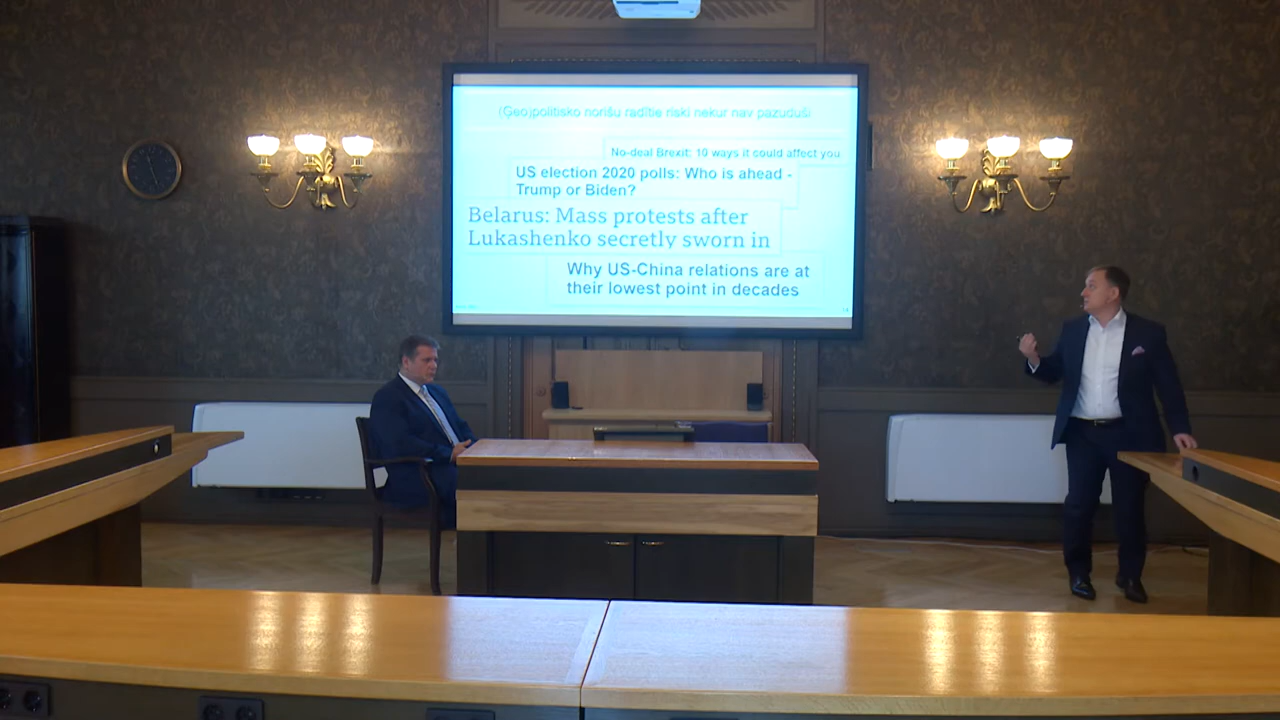 (Ģeo)politisko norišu radītie riski nekur nav pazuduši
No-deal Brexit: 10 ways it could affect you
US election 2020 polls: Who is ahead -
Trump or Biden?
Belarus: Mass protests after
Lukashenko secretly sworn in
Why US-China relations are at
their lowest point in decades